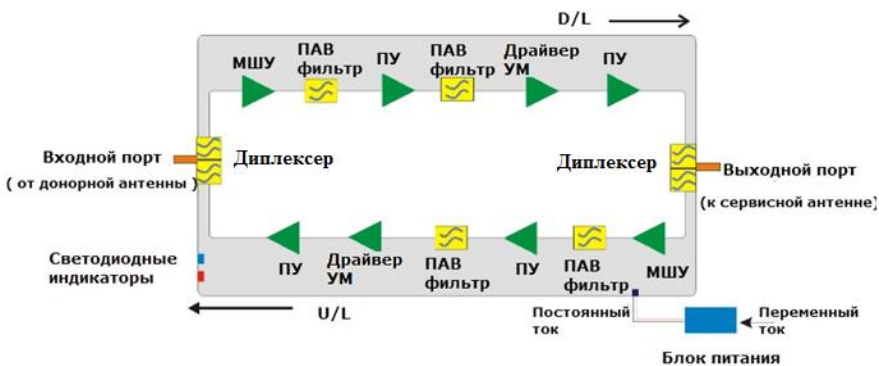 D/L
МШУ
ПАВ
фильтр
ПУ
ПАВ
фильтр
Драйвер
УМ
ПУ
Входной порт
( от донорной антенны )
Диплексер
Диплексер
Выходной порт
(к сервисной антенне)
Светодиодные
индикаторы
ПУ
Драйвер
УМ
ПАВ
фильтр
ПУ
ПАВ
фильтр
МШУ
U/L
Постоянный
ток
Переменный
ток
Блок питания